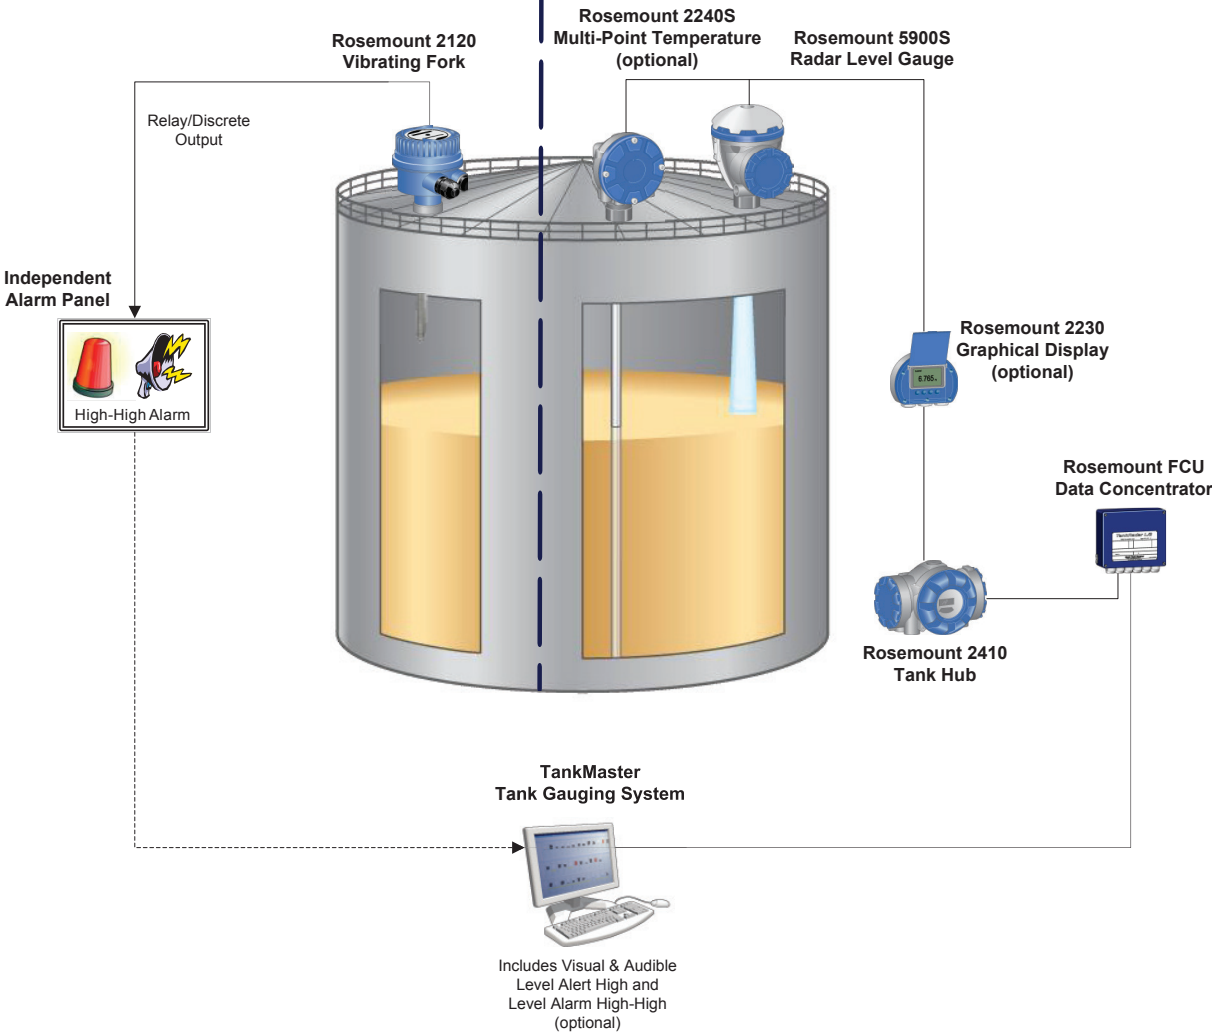 Rosemount 2120
Vibrating Fork
Rosemount 2240S
Multi-Point Temperature
(optional)
Rosemount 5900S
Radar Level Gauge
Relay/Discrete
Output
Independent
Alarm Panel
High-High Alarm
Rosemount 2230
Graphical Display
(optional)
6.765
Rosemount FCU
Data Concentrator
Rosemount 2410
Tank Hub
TankMaster
Tank Gauging System
Includes Visual & Audible
Level Alert High and
Level Alarm High-High
(optional)